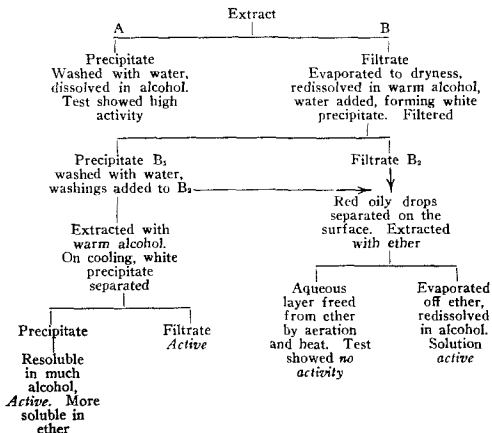 Extract
A
B
Precipitate
Washed with water,
dissolved in alcohol.
Test showed high
activity
Filtrate
Evaporated to dryness,
redissolved in warm alcohol,
water added, forming white
precipitate. Filtered
Precipitate B₁
washed with water,
washings added to B₂
Filtrate B₂
Extracted with
warm alcohol.
On cooling, white
precipitate
separated
Red oily drops
separated on the
surface. Extracted
with ether
Precipitate
Resoluble
in much
alcohol,
Active. More
soluble in
ether
Filtrate
Active
Aqueous
layer freed
from ether
by aeration
and heat. Test
showed no
activity
Evaporated
off ether,
redissolved
in alcohol.
Solution
active